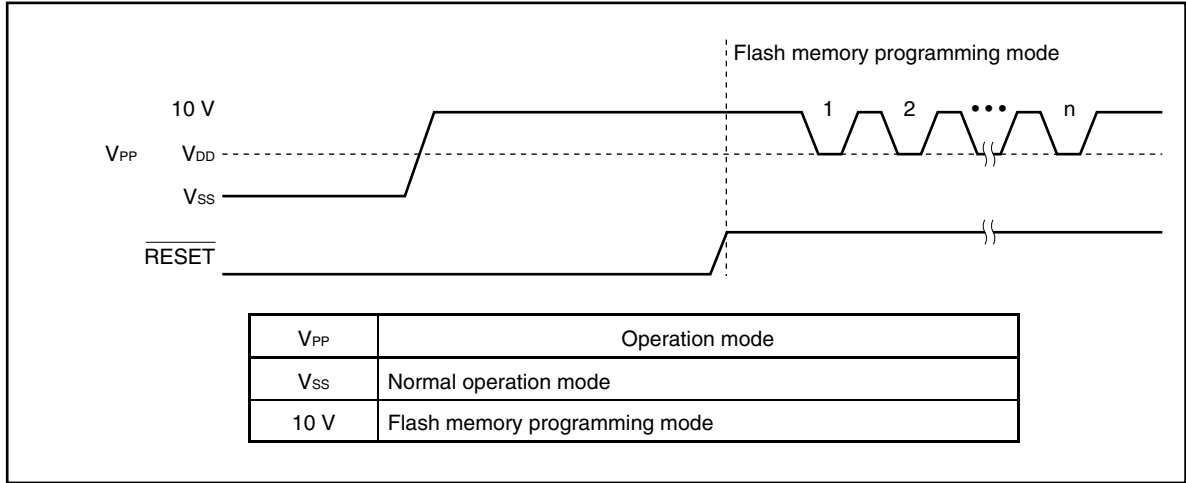 Flash memory programming mode
10 V
1 2 ••• n
VPP VDD
VSS
RESET
VPP Operation mode
VSS Normal operation mode
10 V Flash memory programming mode